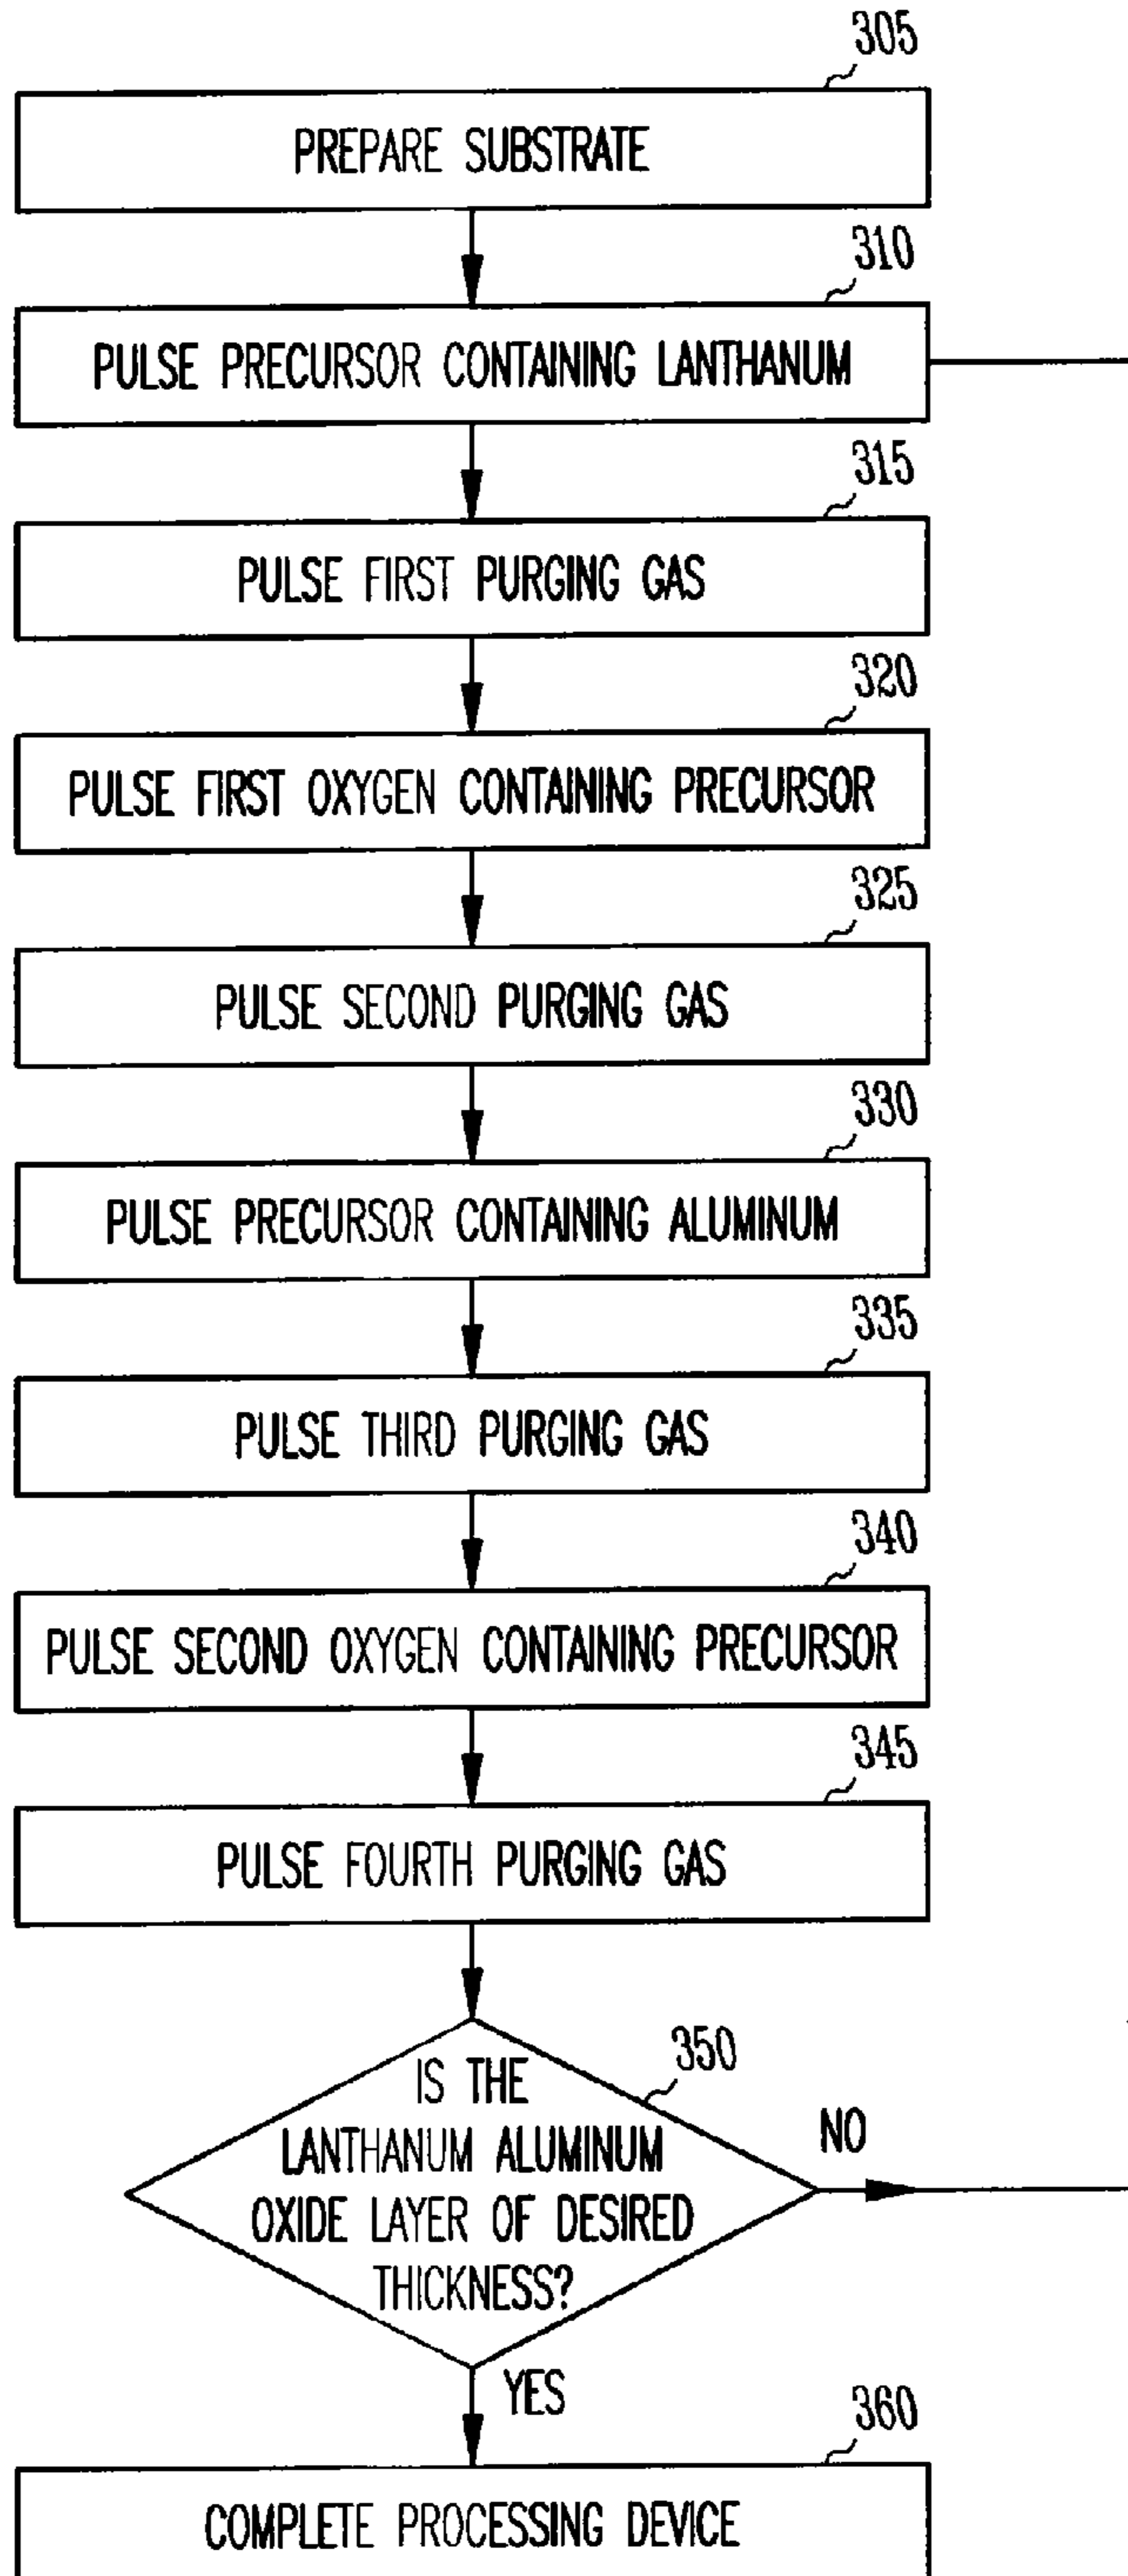 305
PREPARE SUBSTRATE
310
PULSE PRECURSOR CONTAINING LANTHANUM
315
PULSE FIRST PURGING GAS
320
PULSE FIRST OXYGEN CONTAINING PRECURSOR
325
PULSE SECOND PURGING GAS
330
PULSE PRECURSOR CONTAINING ALUMINUM
335
PULSE THIRD PURGING GAS
340
PULSE SECOND OXYGEN CONTAINING PRECURSOR
345
PULSE FOURTH PURGING GAS
350
IS THE
LANTHANUM ALUMINUM
OXIDE LAYER OF DESIRED
THICKNESS?
NO
YES
360
COMPLETE PROCESSING DEVICE